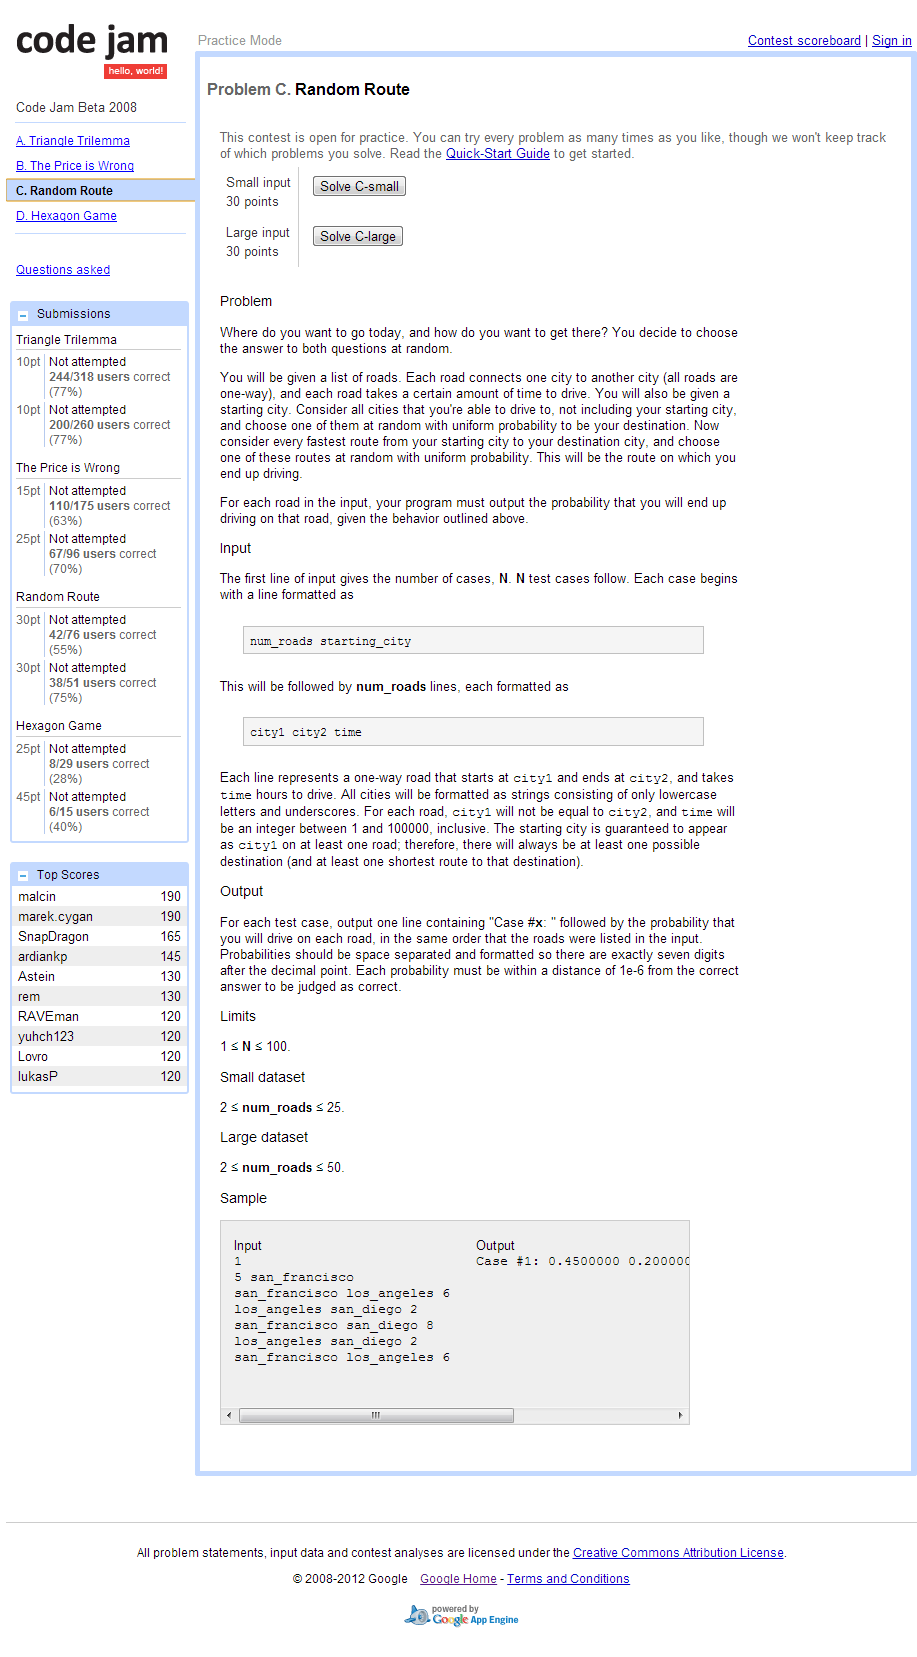 code jam
hello, world!
Practice Mode
Contest scoreboard | Sign in
Code Jam Beta 2008
A. Triangle Trilemma
B. The Price is Wrong
C. Random Route
D. Hexagon Game
Questions asked
Submissions
Triangle Trilemma
10pt Not attempted
244/318 users correct
(77%)
10pt Not attempted
200/260 users correct
(77%)
The Price is Wrong
15pt Not attempted
110/175 users correct
(63%)
25pt Not attempted
67/96 users correct
(70%)
Random Route
30pt Not attempted
42/76 users correct
(55%)
30pt Not attempted
38/51 users correct
(75%)
Hexagon Game
25pt Not attempted
8/29 users correct
(28%)
45pt Not attempted
6/15 users correct
(40%)
Top Scores
malcin 190
marek.cygan 190
SnapDragon 165
ardiankp 145
Astein 130
rem 130
RAVEman 120
yuhch123 120
Lovro 120
lukasP 120
Problem C. Random Route
This contest is open for practice. You can try every problem as many times as you like, though we won't keep track
of which problems you solve. Read the Quick-Start Guide to get started.
Small input
30 points
Solve C-small
Large input
30 points
Solve C-large
Problem
Where do you want to go today, and how do you want to get there? You decide to choose
the answer to both questions at random.
You will be given a list of roads. Each road connects one city to another city (all roads are
one-way), and each road takes a certain amount of time to drive. You will also be given a
starting city. Consider all cities that you're able to drive to, not including your starting city,
and choose one of them at random with uniform probability to be your destination. Now
consider every fastest route from your starting city to your destination city, and choose
one of these routes at random with uniform probability. This will be the route on which you
end up driving.
For each road in the input, your program must output the probability that you will end up
driving on that road, given the behavior outlined above.
Input
The first line of input gives the number of cases, N. N test cases follow. Each case begins
with a line formatted as
num_roads starting_city
This will be followed by num_roads lines, each formatted as
city1 city2 time
Each line represents a one-way road that starts at city1 and ends at city2, and takes
time hours to drive. All cities will be formatted as strings consisting of only lowercase
letters and underscores. For each road, city1 will not be equal to city2, and time will
be an integer between 1 and 100000, inclusive. The starting city is guaranteed to appear
as city1 on at least one road; therefore, there will always be at least one possible
destination (and at least one shortest route to that destination).
Output
For each test case, output one line containing "Case #x: " followed by the probability that
you will drive on each road, in the same order that the roads were listed in the input.
Probabilities should be space separated and formatted so there are exactly seven digits
after the decimal point. Each probability must be within a distance of 1e-6 from the correct
answer to be judged as correct.
Limits
1 ≤ N ≤ 100.
Small dataset
2 ≤ num_roads ≤ 25.
Large dataset
2 ≤ num_roads ≤ 50.
Sample
Input
1
5 san_francisco
san_francisco los_angeles 6
los_angeles san_diego 2
san_francisco san_diego 8
los_angeles san_diego 2
san_francisco los_angeles 6
Output
Case #1: 0.4500000 0.200000
All problem statements, input data and contest analyses are licensed under the Creative Commons Attribution License.
© 2008-2012 Google Google Home - Terms and Conditions
powered by
Google App Engine